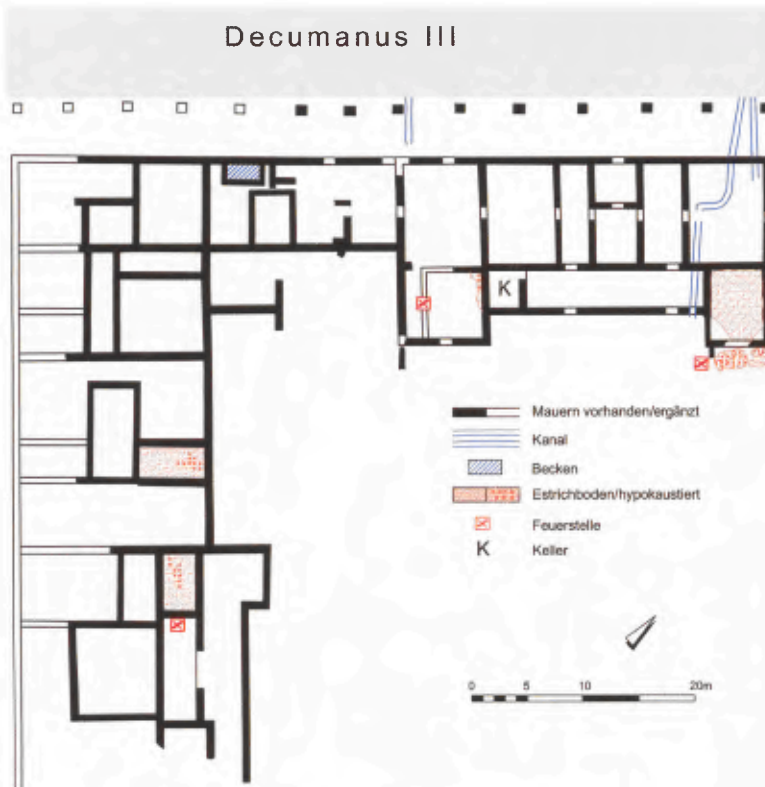 Decumanus III
K
Mauern vorhanden/ergänzt
Kanal
Becken
Estrichboden/hypokaustiert
Feuerstelle
K Keller
0 5 10 20m